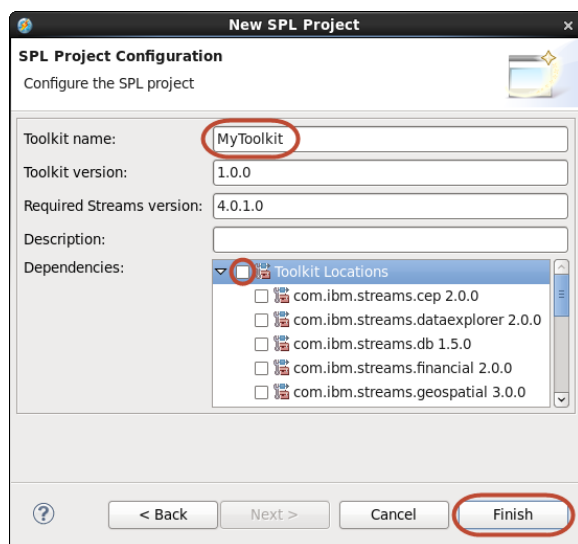 New SPL Project
SPL Project Configuration
Configure the SPL project
Toolkit name: MyToolkit
Toolkit version: 1.0.0
Required Streams version: 4.0.1.0
Description:
Dependencies:
Toolkit Locations
com.ibm.streams.cep 2.0.0
com.ibm.streams.dataexplorer 2.0.0
com.ibm.streams.db 1.5.0
com.ibm.streams.financial 2.0.0
com.ibm.streams.geospatial 3.0.0
? < Back Next > Cancel Finish